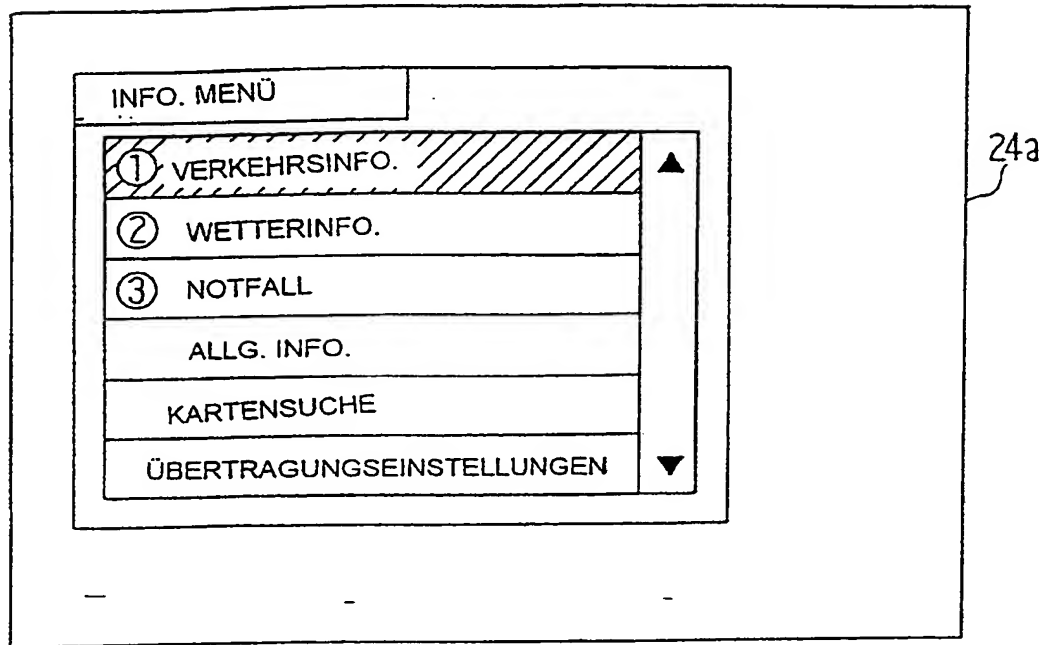 INFO. MENÜ
① VERKEHRSINFO.
② WETTERINFO.
③ NOTFALL
ALLG. INFO.
KARTENSUCHE
ÜBERTRAGUNGSEINSTELLUNGEN
24a